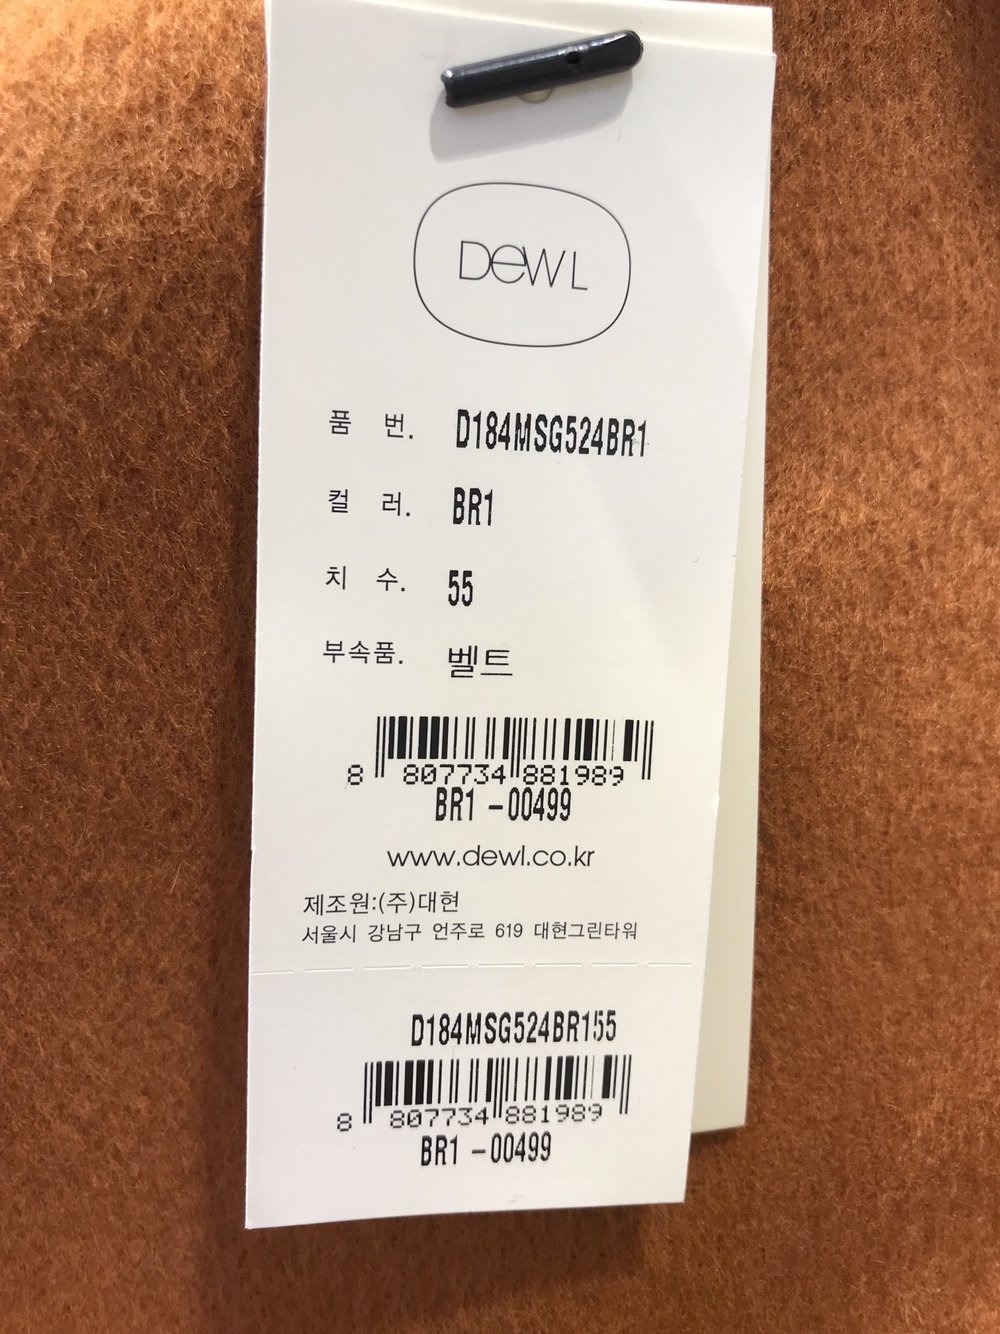 DeWL
품 번. D184MSG524BR1
컬 러. BR1
치 수. 55
부속품. 벨트
8 807734 881989
BR1 -00499
www.dewl.co.kr
제조원:(주)대현
서울시 강남구 언주로 619 대현그린타워
D184MSG524BR155
8 807734 881989
BR1 -00499